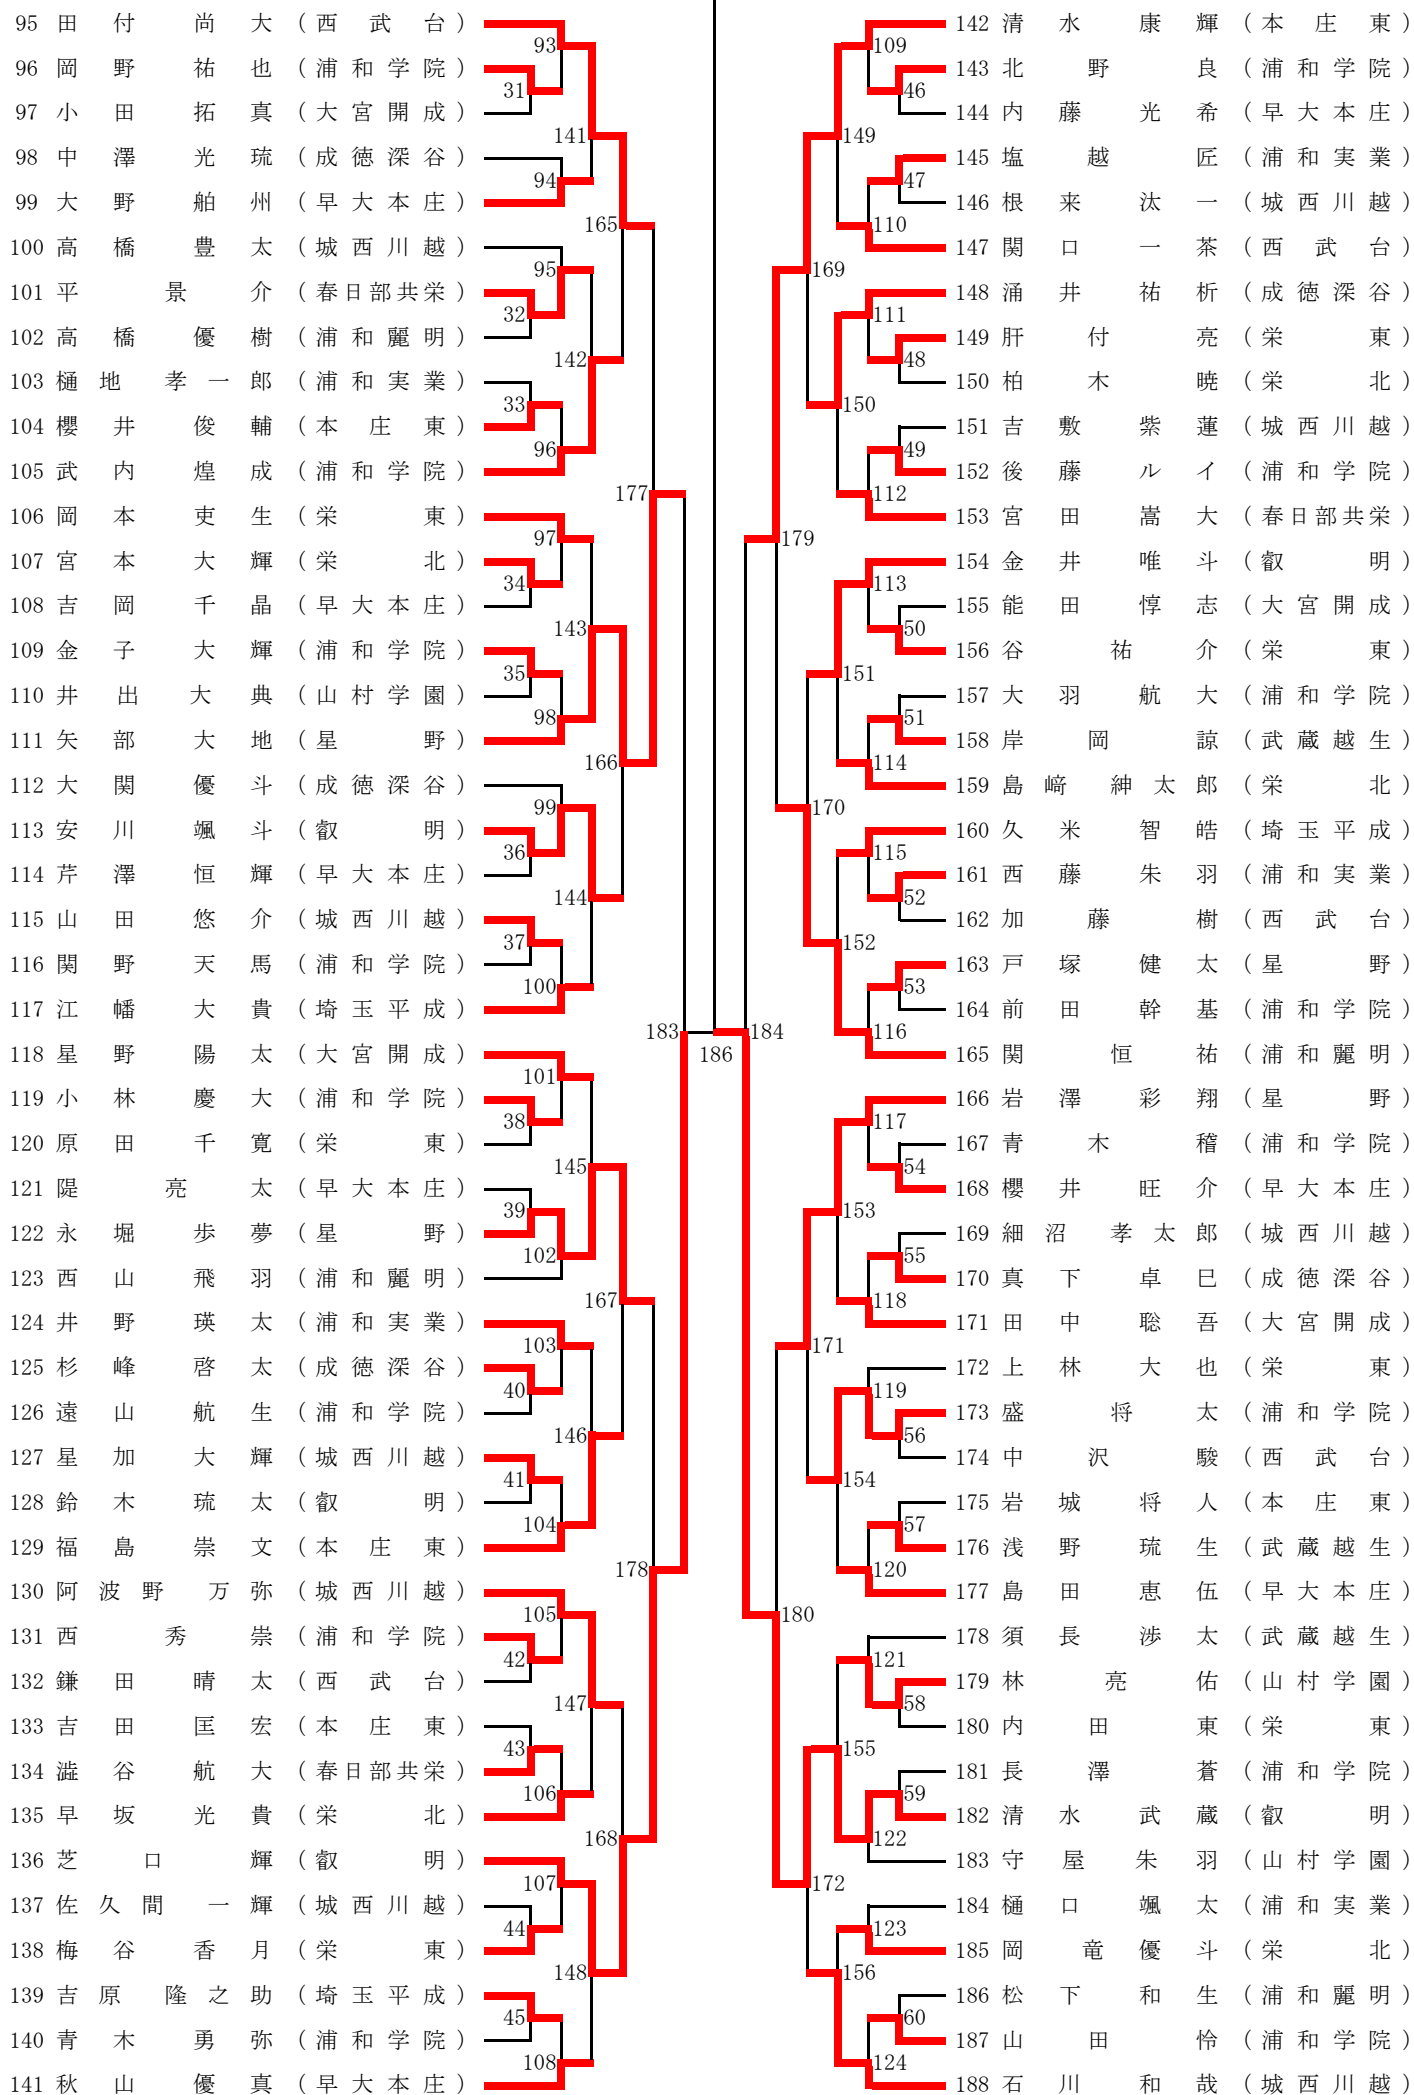 95 田付 尚大 (西武台)
96 岡野 祐也 (浦和学院)
97 小田 拓真 (大宮開成)
98 中澤 光琉 (成徳深谷)
99 大野 舶州 (早大本庄)
100 高橋 豊太 (城西川越)
101 平 景介 (春日部共栄)
102 高橋 優樹 (浦和麗明)
103 樋地 孝一郎 (浦和実業)
104 櫻井 俊輔 (本庄東)
105 武内 煌成 (浦和学院)
106 岡本 吏生 (栄東)
107 宮本 大輝 (栄北)
108 吉岡 千晶 (早大本庄)
109 金子 大輝 (浦和学院)
110 井出 大典 (山村学園)
111 矢部 大地 (星野)
112 大関 優斗 (成徳深谷)
113 安川 颯斗 (叡明)
114 芹澤 恒輝 (早大本庄)
115 山田 悠介 (城西川越)
116 関野 天馬 (浦和学院)
117 江幡 大貴 (埼玉平成)
118 星野 陽太 (大宮開成)
119 小林 慶大 (浦和学院)
120 原田 千寛 (栄東)
121 隄 亮太 (早大本庄)
122 永堀 歩夢 (星野)
123 西山 飛羽 (浦和麗明)
124 井野 瑛太 (浦和実業)
125 杉峰 啓太 (成徳深谷)
126 遠山 航生 (浦和学院)
127 星加 大輝 (城西川越)
128 鈴木 琉太 (叡明)
129 福島 崇文 (本庄東)
130 阿波野 万弥 (城西川越)
131 西 秀崇 (浦和学院)
132 鎌田 晴太 (西武台)
133 吉田 匡宏 (本庄東)
134 澁谷 航大 (春日部共栄)
135 早坂 光貴 (栄北)
136 芝口 輝 (叡明)
137 佐久間 一輝 (城西川越)
138 梅谷 香月 (栄東)
139 吉原 隆之助 (埼玉平成)
140 青木 勇弥 (浦和学院)
141 秋山 優真 (早大本庄)
31
32
33
34
35
36
37
38
39
40
41
42
43
44
45
93
94
95
96
97
98
99
100
101
102
103
104
105
106
107
108
141
142
143
144
145
146
147
148
165
166
167
168
177
178
183
186
184
179
180
169
170
171
172
149
150
151
152
153
154
155
156
109
110
111
112
113
114
115
116
117
118
119
120
121
122
123
124
46
47
48
49
50
51
52
53
54
55
56
57
58
59
60
142 清水 康輝 (本庄東)
143 北野 良 (浦和学院)
144 内藤 光希 (早大本庄)
145 塩越 匠 (浦和実業)
146 根来 汰一 (城西川越)
147 関口 一茶 (西武台)
148 涌井 祐析 (成徳深谷)
149 肝付 亮 (栄東)
150 柏木 暁 (栄北)
151 吉敷 紫蓮 (城西川越)
152 後藤 ルイ (浦和学院)
153 宮田 嵩大 (春日部共栄)
154 金井 唯斗 (叡明)
155 能田 惇志 (大宮開成)
156 谷 祐介 (栄東)
157 大羽 航大 (浦和学院)
158 岸岡 諒 (武蔵越生)
159 島﨑 紳太郎 (栄北)
160 久米 智皓 (埼玉平成)
161 西藤 朱羽 (浦和実業)
162 加藤 樹 (西武台)
163 戸塚 健太 (星野)
164 前田 幹基 (浦和学院)
165 関 恒祐 (浦和麗明)
166 岩澤 彩翔 (星野)
167 青木 稽 (浦和学院)
168 櫻井 旺介 (早大本庄)
169 細沼 孝太郎 (城西川越)
170 真下 卓巳 (成徳深谷)
171 田中 聡吾 (大宮開成)
172 上林 大也 (栄東)
173 盛 将太 (浦和学院)
174 中沢 駿 (西武台)
175 岩城 将人 (本庄東)
176 浅野 琉生 (武蔵越生)
177 島田 恵伍 (早大本庄)
178 須長 渉太 (武蔵越生)
179 林 亮佑 (山村学園)
180 内田 東 (栄東)
181 長澤 蒼 (浦和学院)
182 清水 武蔵 (叡明)
183 守屋 朱羽 (山村学園)
184 樋口 颯太 (浦和実業)
185 岡 竜優斗 (栄北)
186 松下 和生 (浦和麗明)
187 山田 怜 (浦和学院)
188 石川 和哉 (城西川越)